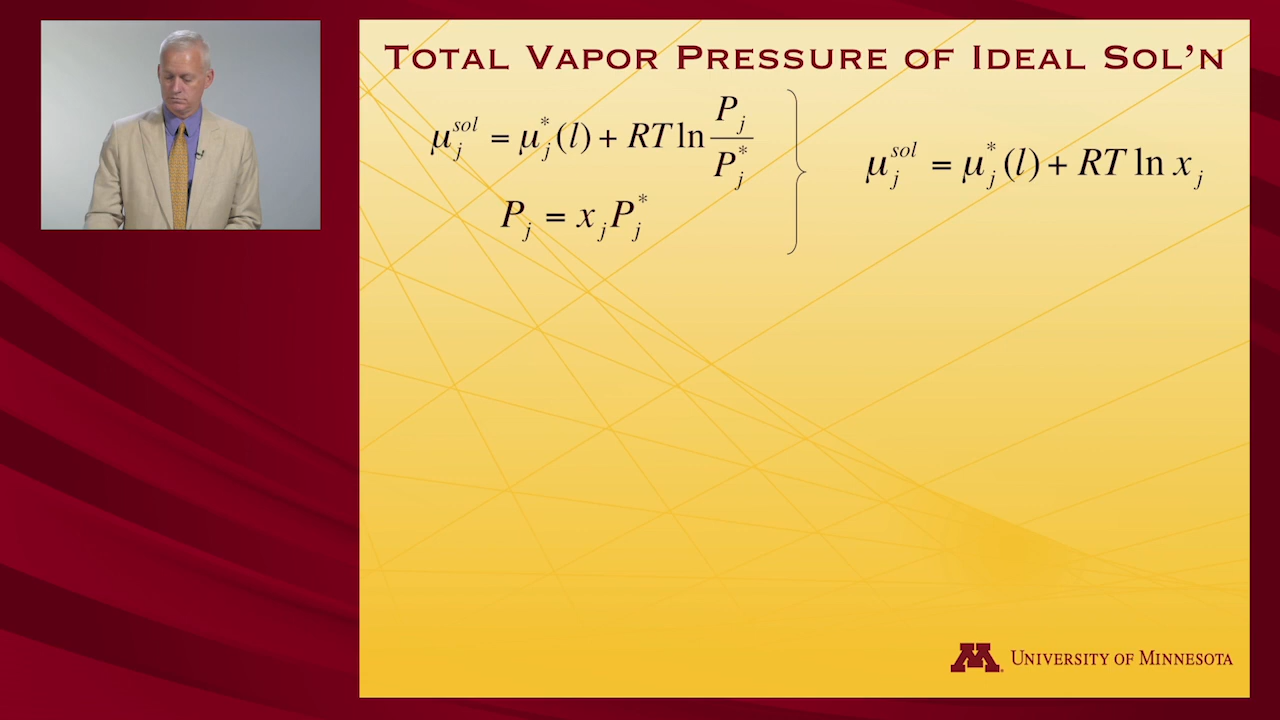 TOTAL VAPOR PRESSURE OF IDEAL SOL'N
μ_j^{sol} = μ_j^*(l) + RT ln P_j / P_j^*
P_j = x_j P_j^*
μ_j^{sol} = μ_j^*(l) + RT ln x_j
M UNIVERSITY OF MINNESOTA